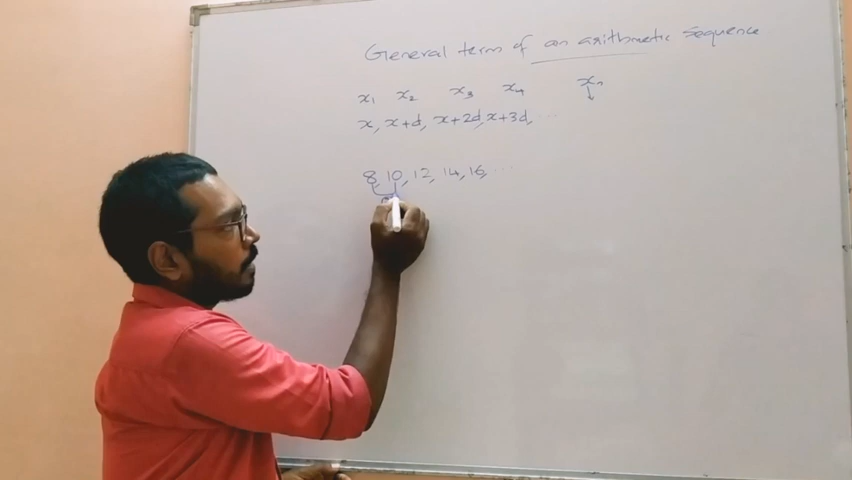 General term of an arithmetic sequence
x₁ x₂ x₃ x₄ xₙ
x, x+d, x+2d, x+3d, ...
8, 10, 12, 14, 16, ...